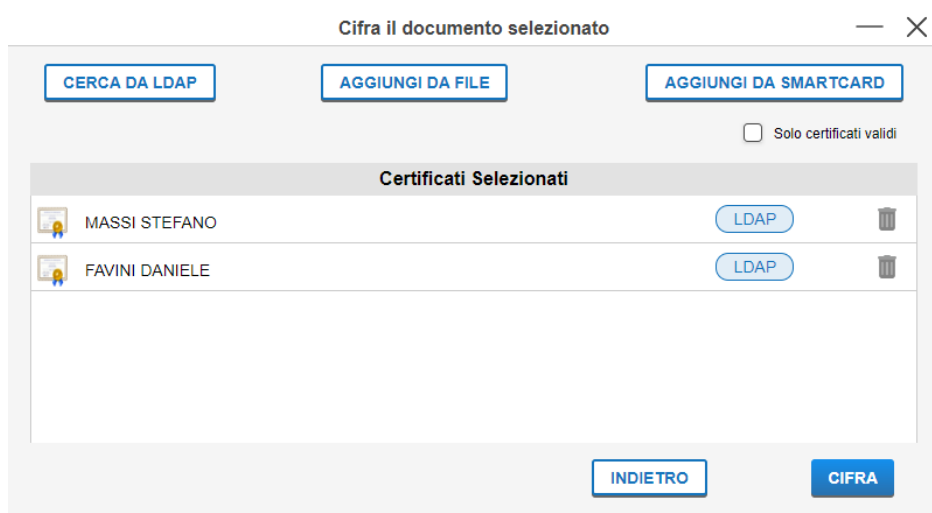 Cifra il documento selezionato
CERCA DA LDAP
AGGIUNGI DA FILE
AGGIUNGI DA SMARTCARD
Solo certificati validi
Certificati Selezionati
MASSI STEFANO LDAP
FAVINI DANIELE LDAP
INDIETRO
CIFRA